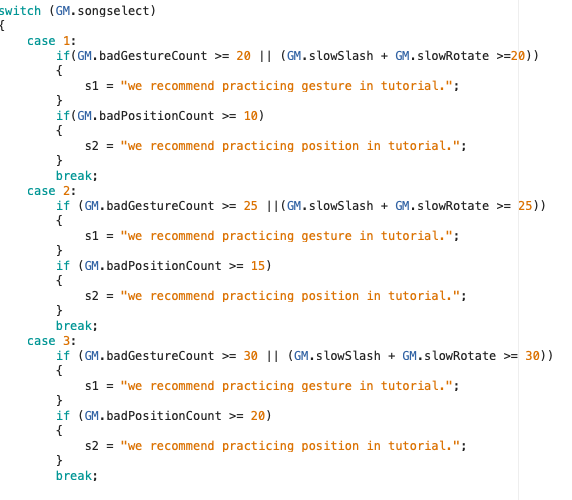 switch (GM.songselect)
{
    case 1:
        if(GM.badGestureCount >= 20 || (GM.slowSlash + GM.slowRotate >=20))
        {
            s1 = "we recommend practicing gesture in tutorial.";
        }
        if(GM.badPositionCount >= 10)
        {
            s2 = "we recommend practicing position in tutorial.";
        }
        break;
    case 2:
        if (GM.badGestureCount >= 25 ||(GM.slowSlash + GM.slowRotate >= 25))
        {
            s1 = "we recommend practicing gesture in tutorial.";
        }
        if (GM.badPositionCount >= 15)
        {
            s2 = "we recommend practicing position in tutorial.";
        }
        break;
    case 3:
        if (GM.badGestureCount >= 30 || (GM.slowSlash + GM.slowRotate >= 30))
        {
            s1 = "we recommend practicing gesture in tutorial.";
        }
        if (GM.badPositionCount >= 20)
        {
            s2 = "we recommend practicing position in tutorial.";
        }
        break;